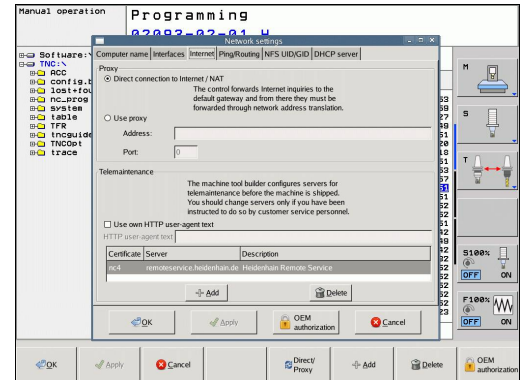 Manual operation
Programming
02093-02-01.H
Network settings
Computer name Interfaces Internet Ping/Routing NFS UID/GID DHCP server
Proxy
Direct connection to Internet / NAT
The control forwards Internet inquiries to the
default gateway and from there they must be
forwarded through network address translation.
Use proxy
Address:
Port: 0
Telemaintenance
The machine tool builder configures servers for
telemaintenance before the machine is shipped.
You should change servers only if you have been
instructed to do so by customer service personnel.
Use own HTTP user-agent text
HTTP user-agent text
Certificate Server Description
nc4 remoteservice.heidenhain.de Heidenhain Remote Service
Add Delete
OK Apply OEM authorization Cancel
Software:
TNC:\
ACC
config.b
lost+fou
nc_prog
system
table
TFR
tncguide
TNCOpt
trace
M
S
T
S100%
OFF ON
F100%
OFF ON
OK Apply Cancel Direct/ Proxy Add Delete OEM authorization